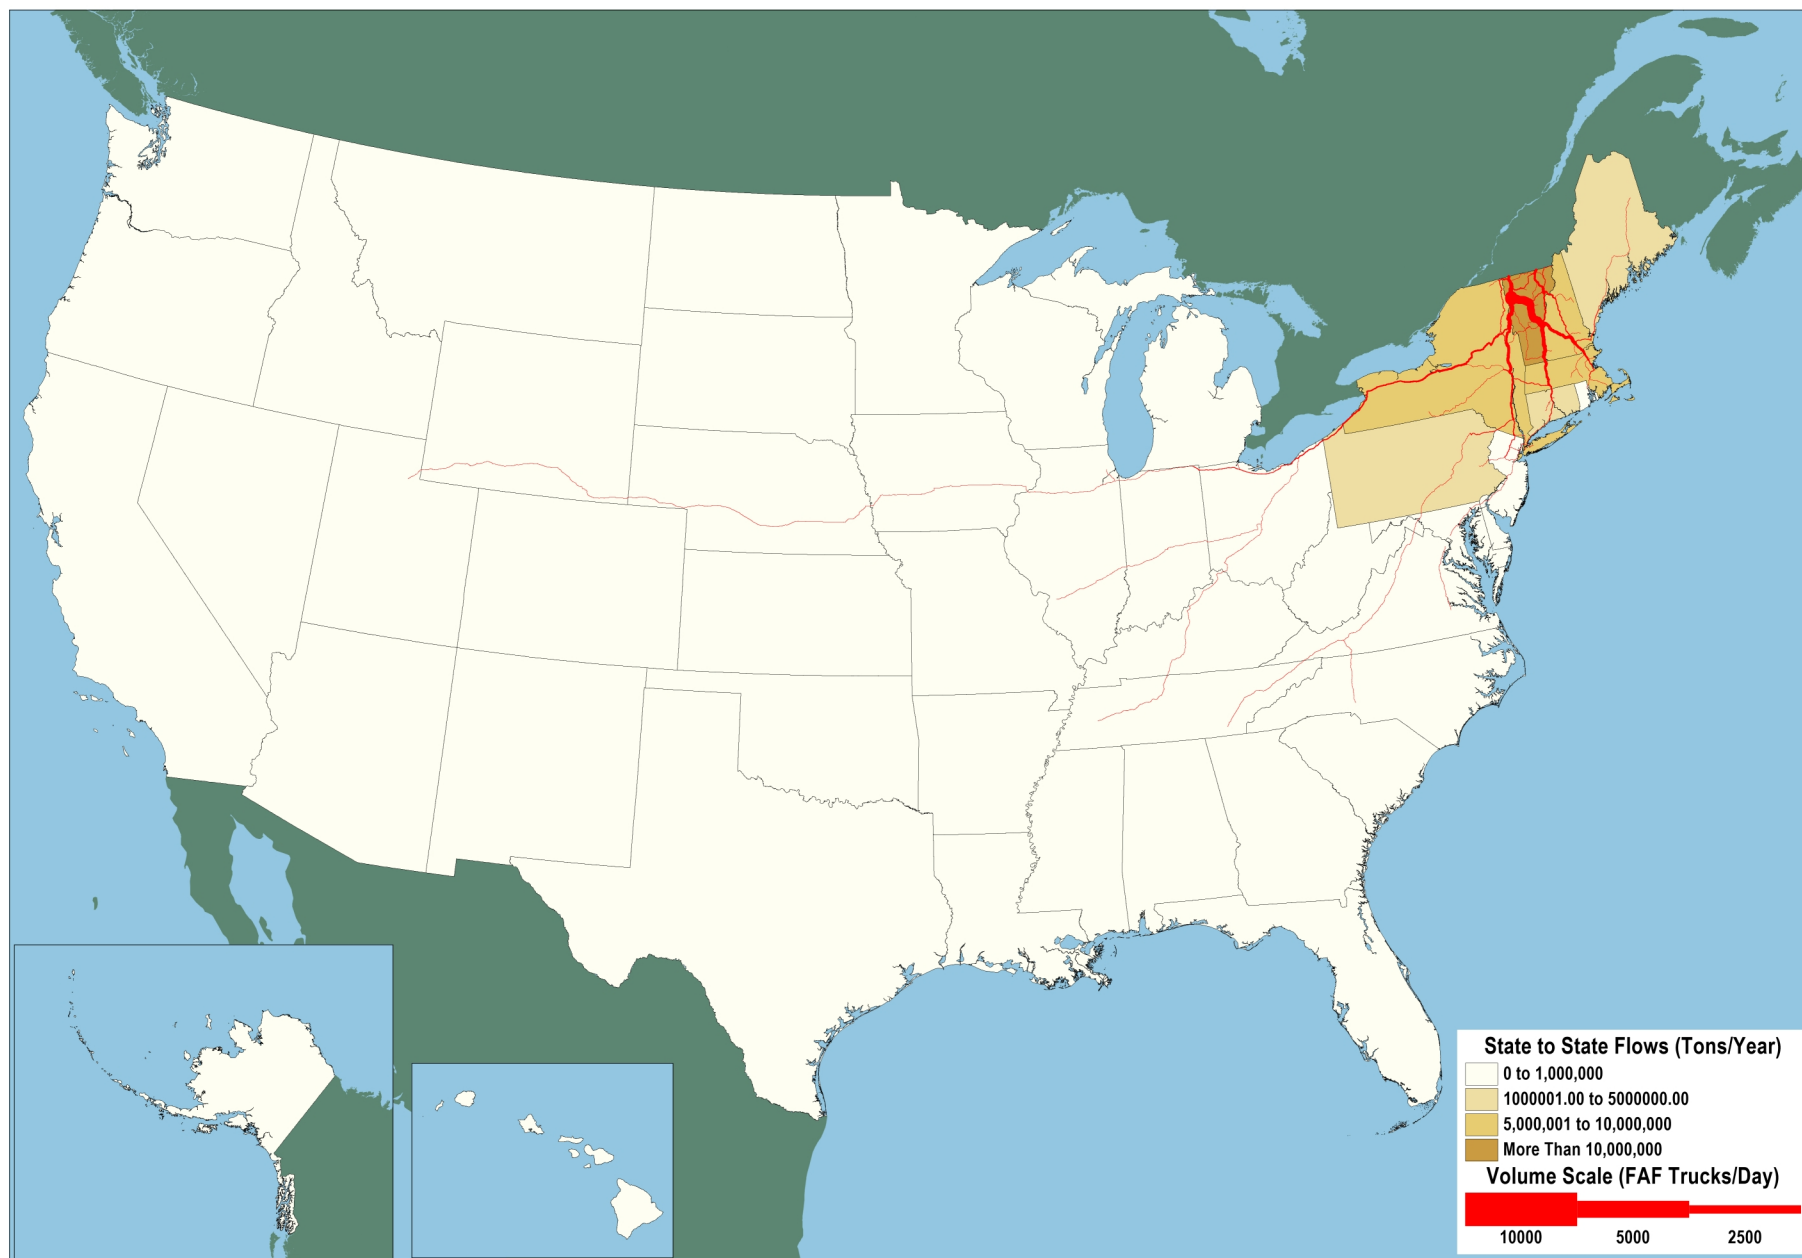 State to State Flows (Tons/Year)
0 to 1,000,000
1000001.00 to 5000000.00
5,000,001 to 10,000,000
More Than 10,000,000
Volume Scale (FAF Trucks/Day)
10000 5000 2500